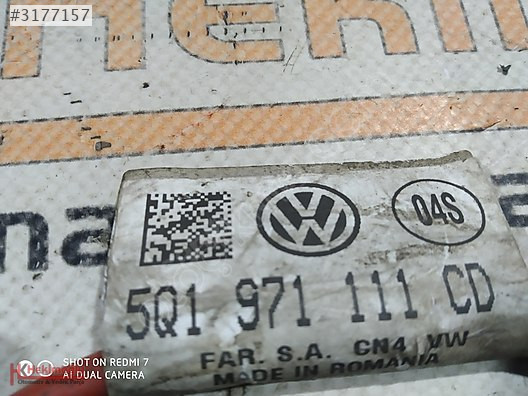 #3177157
04S
5Q1 971 111 CD
FAR. S.A. CN4 VW
MADE IN ROMANIA
SHOT ON REDMI 7
AI DUAL CAMERA